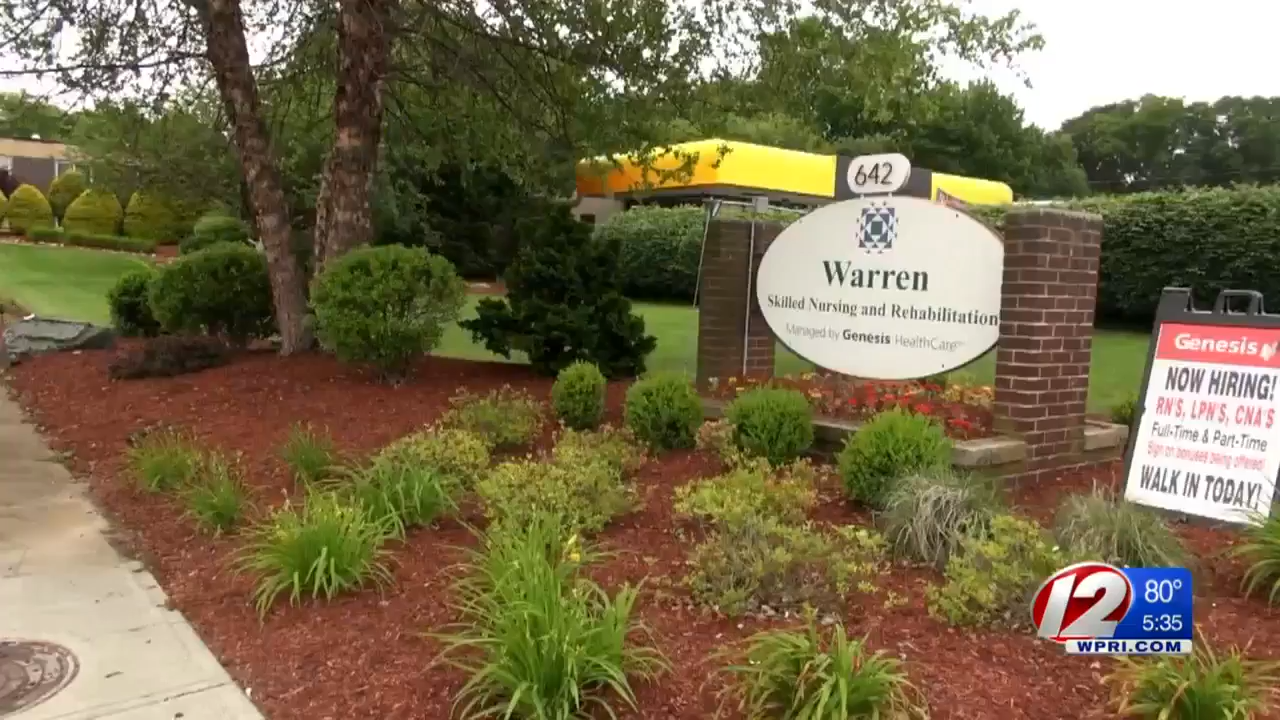 642
Warren
Skilled Nursing and Rehabilitation
Managed by Genesis HealthCare™
Genesis
NOW HIRING!
RN'S, LPN'S, CNA'S
Full-Time & Part-Time
Sign on bonuses being offered!
WALK IN TODAY!
12
80°
5:35
WPRI.COM